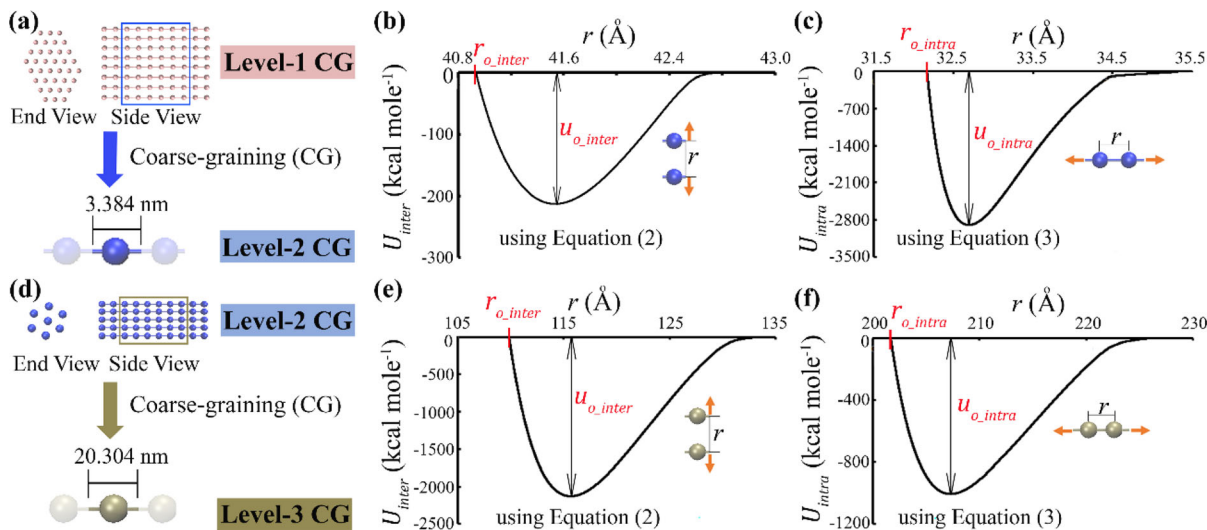 (a)
Level-1 CG
End View Side View
Coarse-graining (CG)
3.384 nm
Level-2 CG
(b)
r (Å)
r_o_inter
40.8 41.6 42.4 43.0
0
-100
-200
-300
U_inter (kcal mole⁻¹)
u_o_inter
r
using Equation (2)
(c)
r (Å)
r_o_intra
31.5 32.5 33.5 34.5 35.5
0
-700
-1400
-2100
-2800
-3500
U_intra (kcal mole⁻¹)
u_o_intra
r
using Equation (3)
(d)
Level-2 CG
End View Side View
Coarse-graining (CG)
20.304 nm
Level-3 CG
(e)
r (Å)
r_o_inter
105 115 125 135
0
-500
-1000
-1500
-2000
-2500
U_inter (kcal mole⁻¹)
u_o_inter
r
using Equation (2)
(f)
r (Å)
r_o_intra
200 210 220 230
0
-400
-800
-1200
U_intra (kcal mole⁻¹)
u_o_intra
r
using Equation (3)